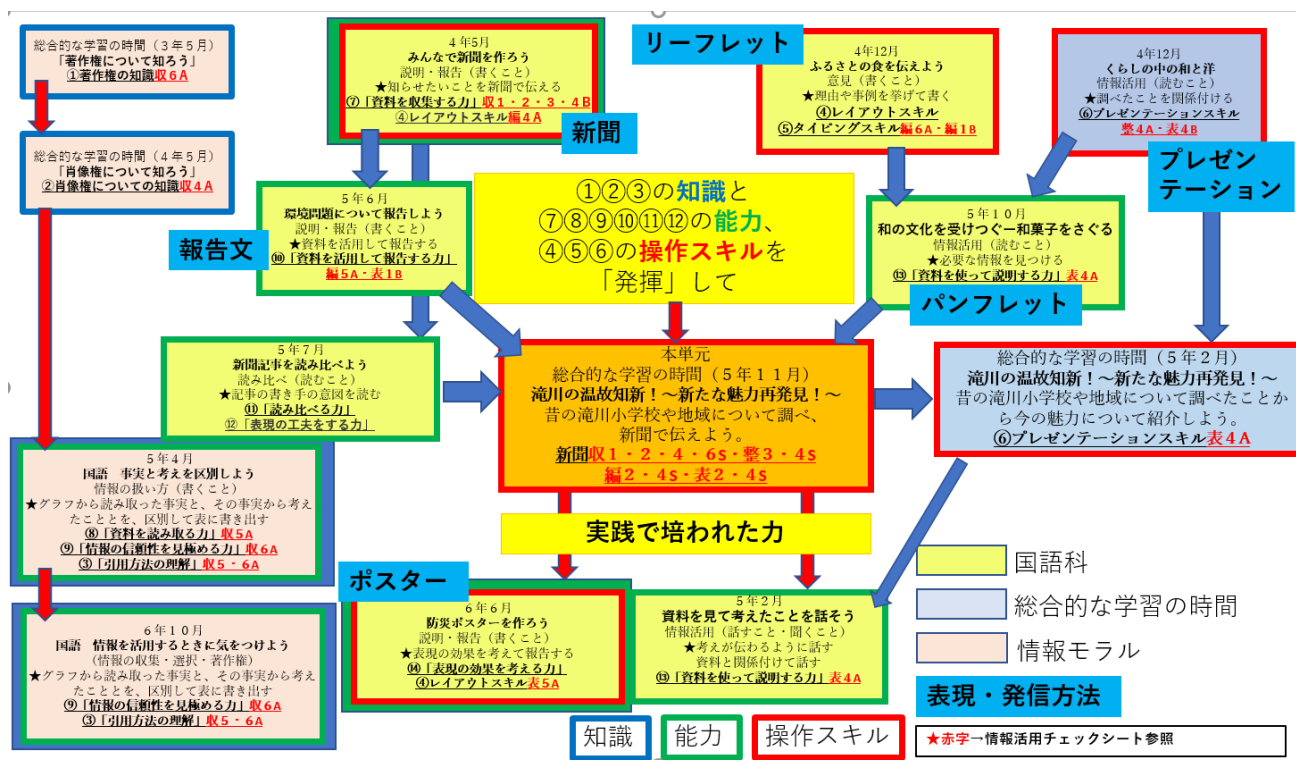 総合的な学習の時間（３年５月）
「著作権について知ろう」
①著作権の知識収６Ａ
総合的な学習の時間（４年５月）
「肖像権について知ろう」
②肖像権についての知識収４Ａ
４年５月
みんなで新聞を作ろう
説明・報告（書くこと）
★知らせたいことを新聞で伝える
⑦「資料を収集する力」収１・２・３・４Ｂ
④レイアウトスキル編４Ａ
新聞
リーフレット
4年12月
ふるさとの食を伝えよう
意見（書くこと）
★理由や事例を挙げて書く
④レイアウトスキル
⑤タイピングスキル編６Ａ・編１Ｂ
4年12月
くらしの中の和と洋
情報活用（読むこと）
★調べたことを関係付ける
⑥プレゼンテーションスキル
整４Ａ・表４Ｂ
プレゼン
テーション
５年６月
環境問題について報告しよう
説明・報告（書くこと）
★資料を活用して報告する
⑩「資料を活用して報告する力」
編５Ａ・表１Ｂ
報告文
①②③の知識と
⑦⑧⑨⑩⑪⑫の能力、
④⑤⑥の操作スキルを
「発揮」して
５年１０月
和の文化を受けつぐー和菓子をさぐる
情報活用（読むこと）
★必要な情報を見つける
⑬「資料を使って説明する力」表４Ａ
パンフレット
５年７月
新聞記事を読み比べよう
読み比べ（読むこと）
★記事の書き手の意図を読む
⑪「読み比べる力」
⑫「表現の工夫をする力」
本単元
総合的な学習の時間（５年１１月）
滝川の温故知新！～新たな魅力再発見！～
昔の滝川小学校や地域について調べ、
新聞で伝えよう。
新聞収１・２・４・６Ｓ・整３・４Ｓ
編２・４Ｓ・表２・４Ｓ
総合的な学習の時間（５年２月）
滝川の温故知新！～新たな魅力再発見！～
昔の滝川小学校や地域について調べたことか
ら今の魅力について紹介しよう。
⑥プレゼンテーションスキル表４Ａ
５年４月
国語　事実と考えを区別しよう
情報の扱い方（書くこと）
★グラフから読み取った事実と、その事実から考え
たこととを、区別して表に書き出す
⑧「資料を読み取る力」収５Ａ
⑨「情報の信頼性を見極める力」収６Ａ
③「引用方法の理解」収５・６Ａ
６年１０月
国語　情報を活用するときに気をつけよう
（情報の収集・選択・著作権）
★グラフから読み取った事実と、その事実から考え
たこととを、区別して表に書き出す
⑨「情報の信頼性を見極める力」収６Ａ
③「引用方法の理解」収５・６Ａ
実践で培われた力
ポスター
６年６月
防災ポスターを作ろう
説明・報告（書くこと）
★表現の効果を考えて報告する
⑭「表現の効果を考える力」
④レイアウトスキル表５Ａ
５年２月
資料を見て考えたことを話そう
情報活用（話すこと・聞くこと）
★考えが伝わるように話す
資料と関係付けて話す
⑬「資料を使って説明する力」表４Ａ
国語科
総合的な学習の時間
情報モラル
表現・発信方法
知識
能力
操作スキル
★赤字→情報活用チェックシート参照